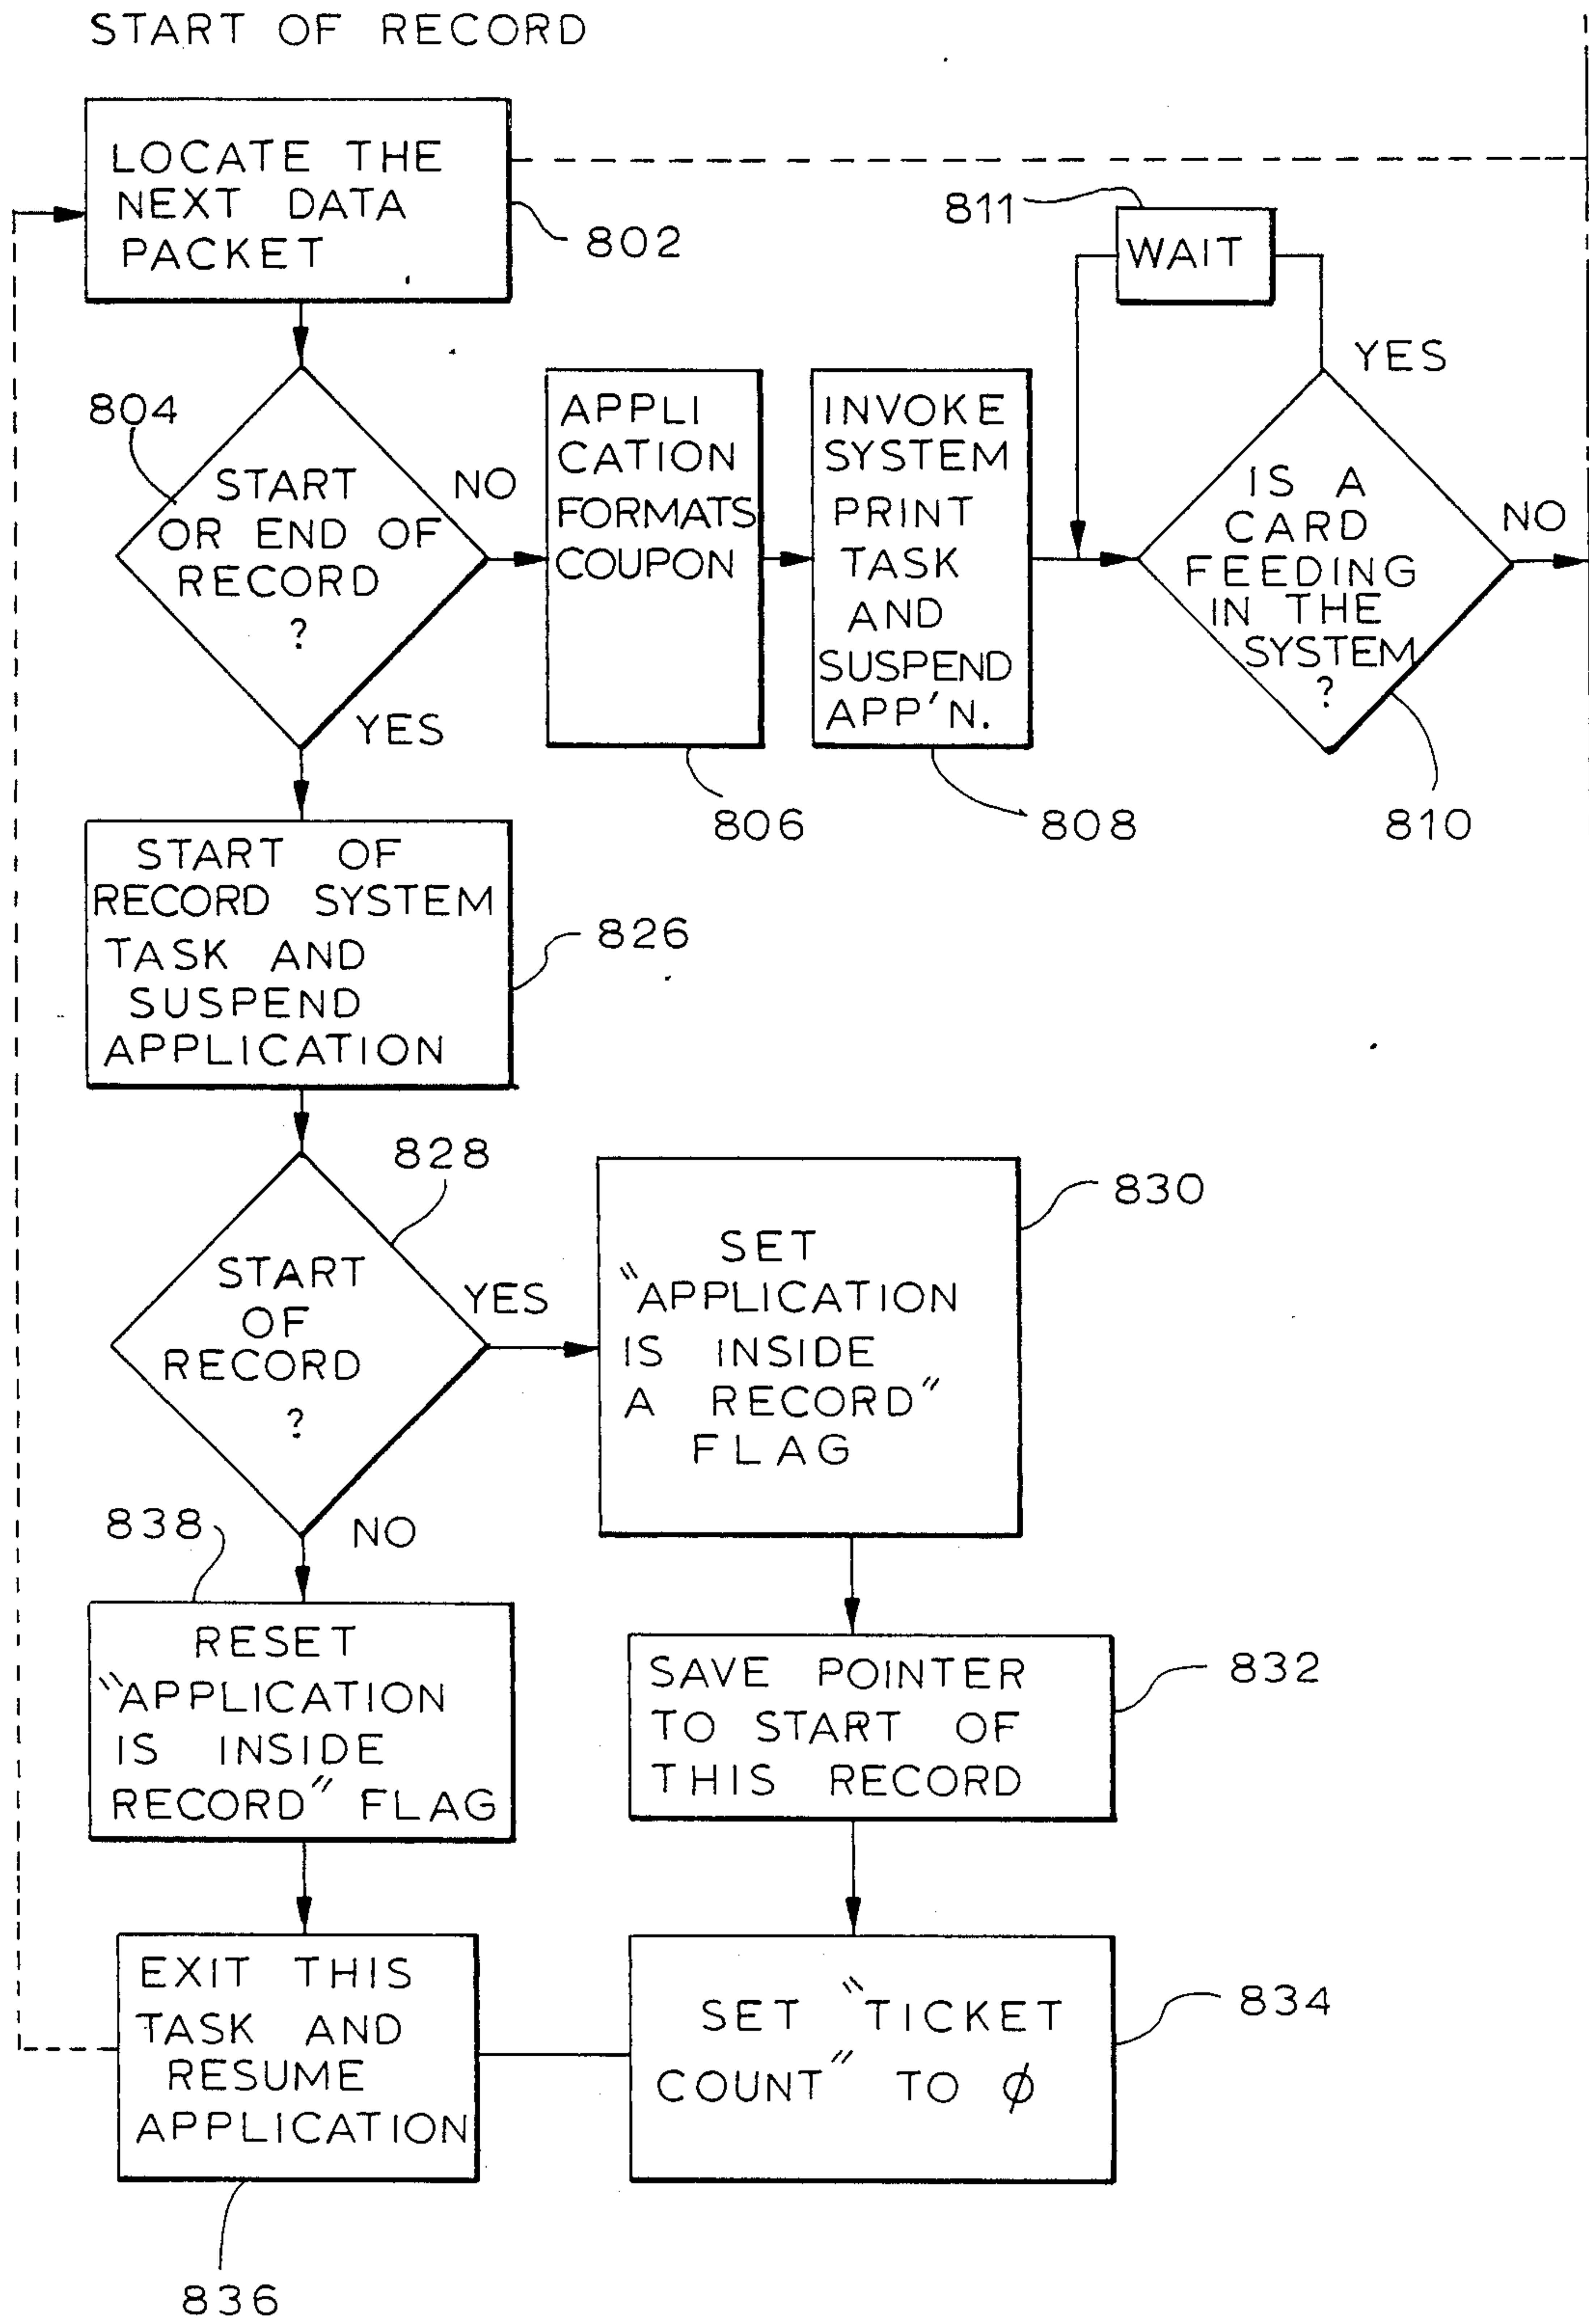 START OF RECORD
LOCATE THE
NEXT DATA
PACKET
802
811
WAIT
YES
804
START
OR END OF
RECORD
?
NO
APPLI
CATION
FORMATS
COUPON
INVOKE
SYSTEM
PRINT
TASK
AND
SUSPEND
APP'N.
IS A
CARD
FEEDING
IN THE
SYSTEM
?
NO
YES
806
808
810
START OF
RECORD SYSTEM
TASK AND
SUSPEND
APPLICATION
826
828
START
OF
RECORD
?
YES
SET
"APPLICATION
IS INSIDE
A RECORD"
FLAG
830
838
NO
RESET
"APPLICATION
IS INSIDE
RECORD" FLAG
SAVE POINTER
TO START OF
THIS RECORD
832
EXIT THIS
TASK AND
RESUME
APPLICATION
SET "TICKET
COUNT" TO ϕ
834
836